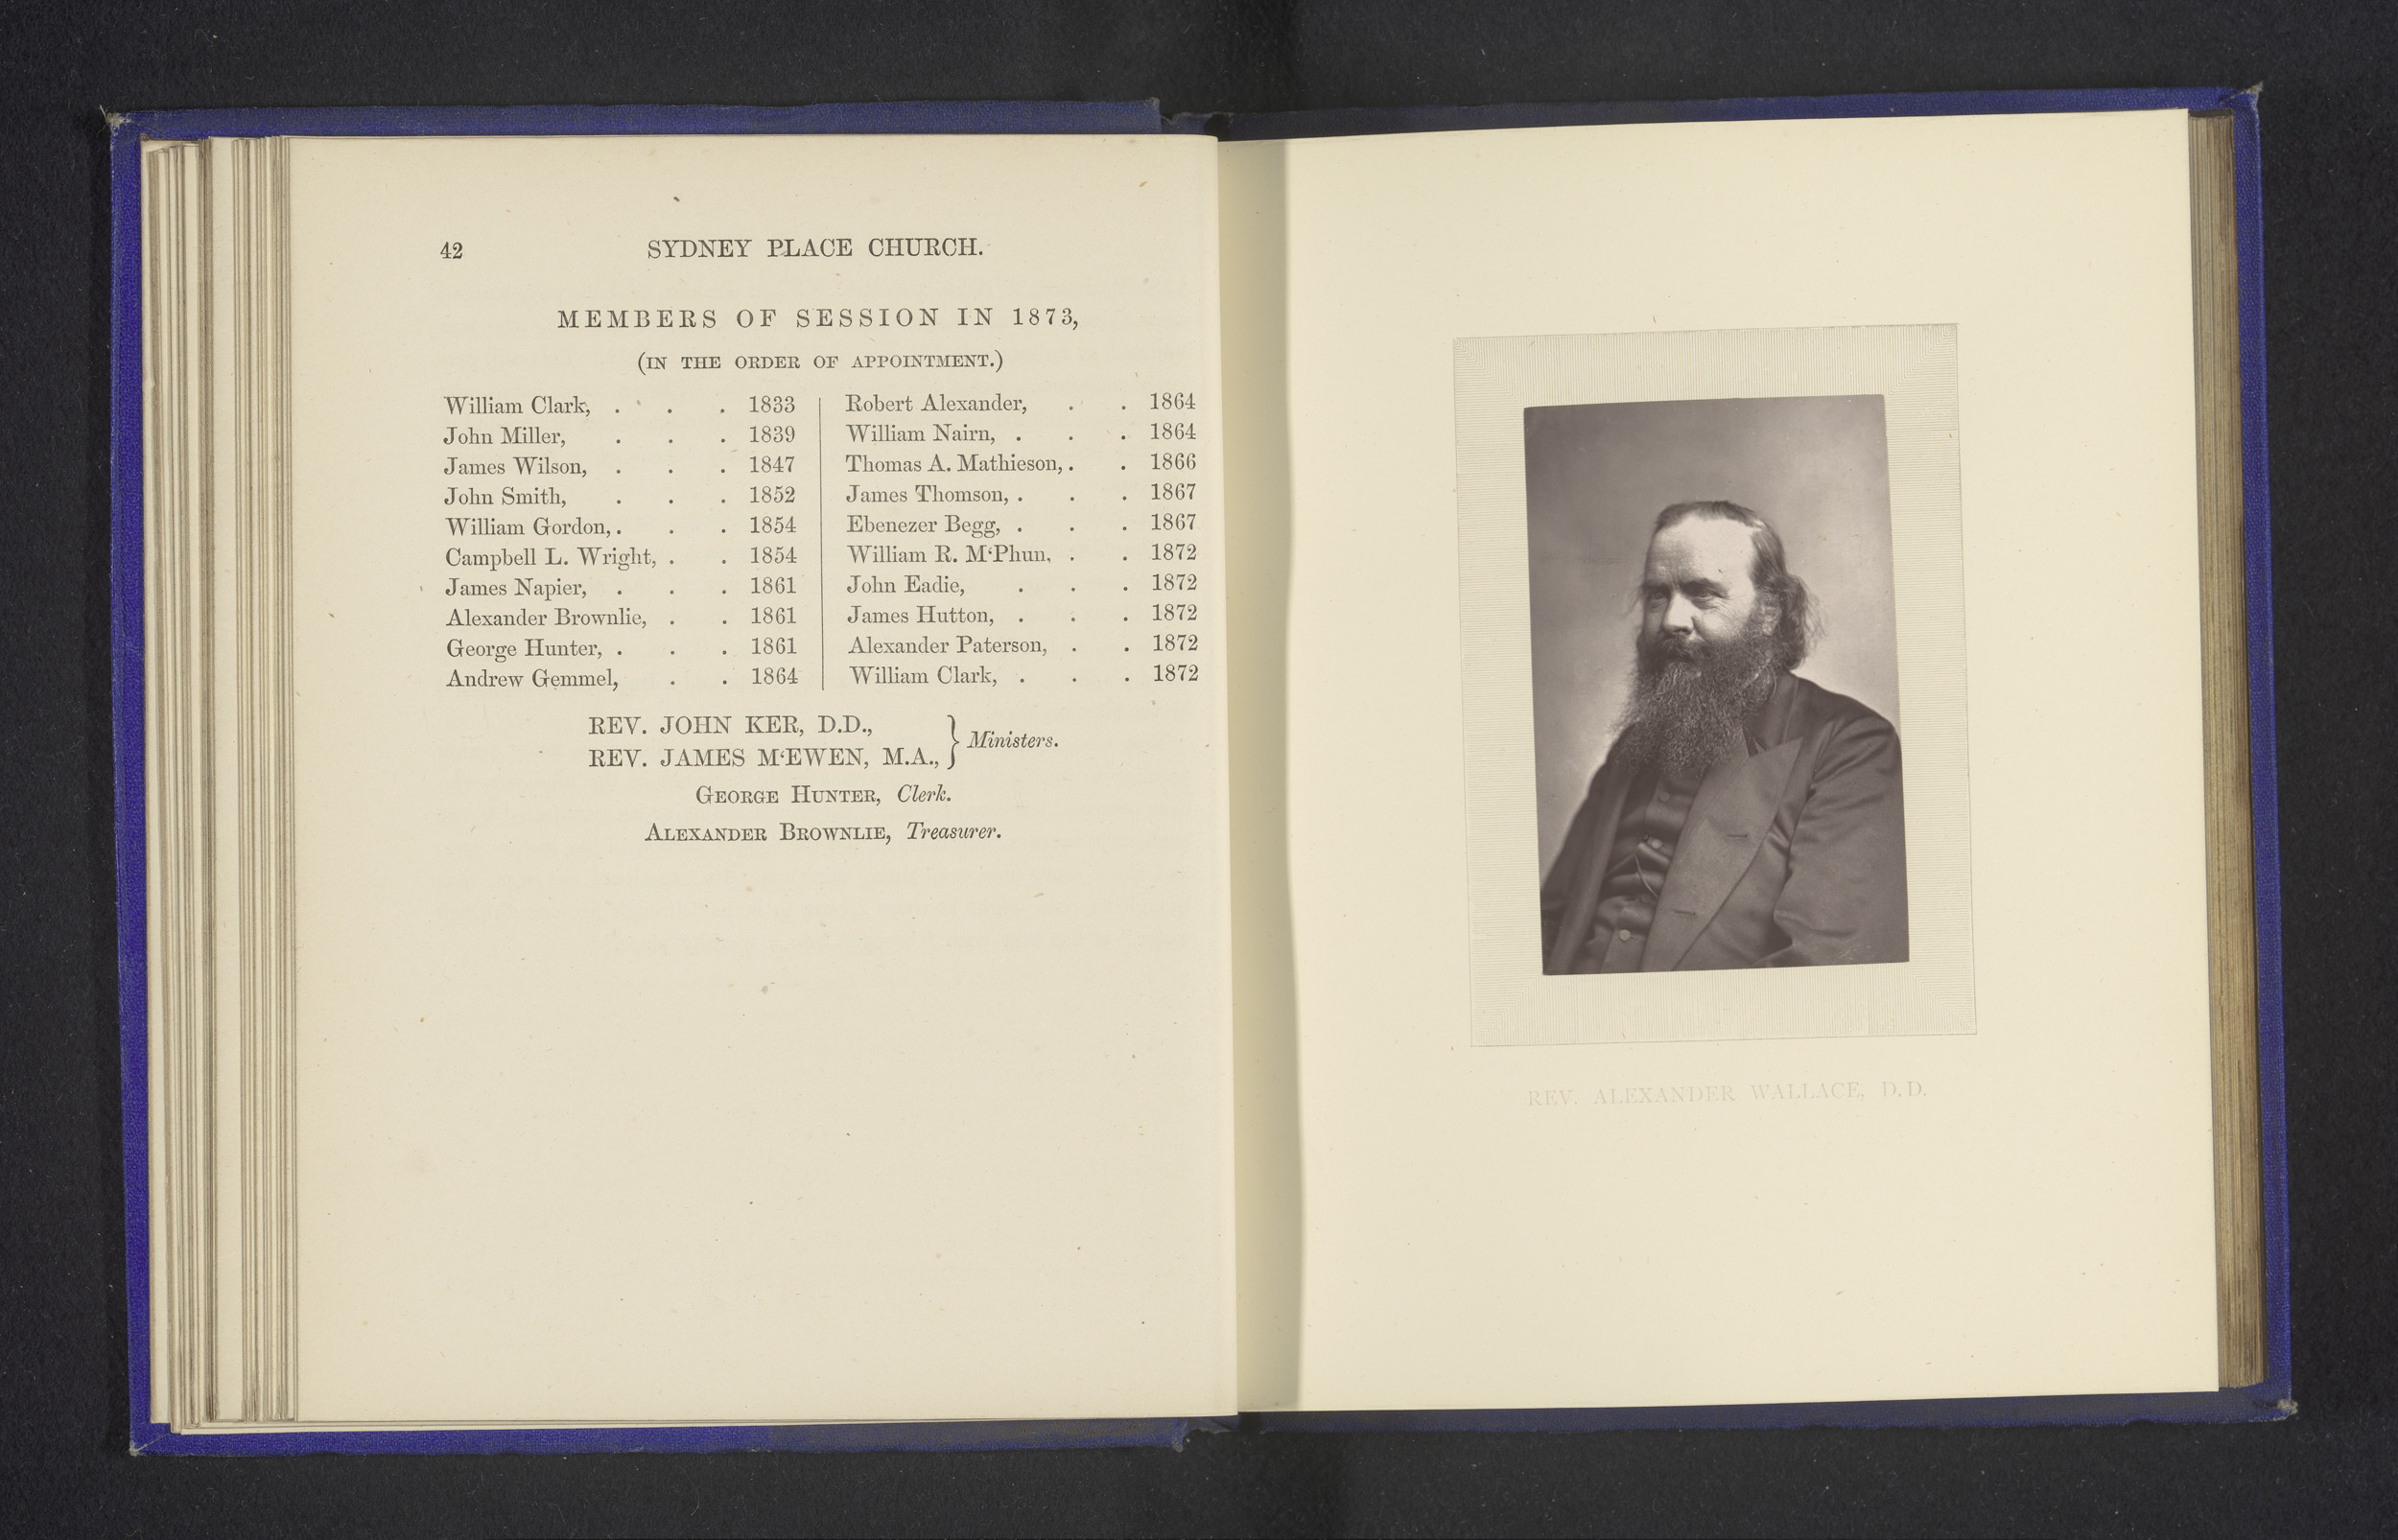 42 SYDNEY PLACE CHURCH.
MEMBERS OF SESSION IN 1873,
(IN THE ORDER OF APPOINTMENT.)
William Clark, . . . 1833
John Miller, . . . 1839
James Wilson, . . . 1847
John Smith, . . . 1852
William Gordon, . . . 1854
Campbell L. Wright, . . 1854
James Napier, . . . 1861
Alexander Brownlie, . . 1861
George Hunter, . . . 1861
Andrew Gemmel, . . 1864
Robert Alexander, . . 1864
William Nairn, . . . 1864
Thomas A. Mathieson, . . 1866
James Thomson, . . . 1867
Ebenezer Begg, . . . 1867
William R. M‘Phun, . . 1872
John Eadie, . . . 1872
James Hutton, . . . 1872
Alexander Paterson, . . 1872
William Clark, . . . 1872
REV. JOHN KER, D.D.,
REV. JAMES M‘EWEN, M.A., } Ministers.
GEORGE HUNTER, Clerk.
ALEXANDER BROWNLIE, Treasurer.
REV. ALEXANDER WALLACE, D.D.